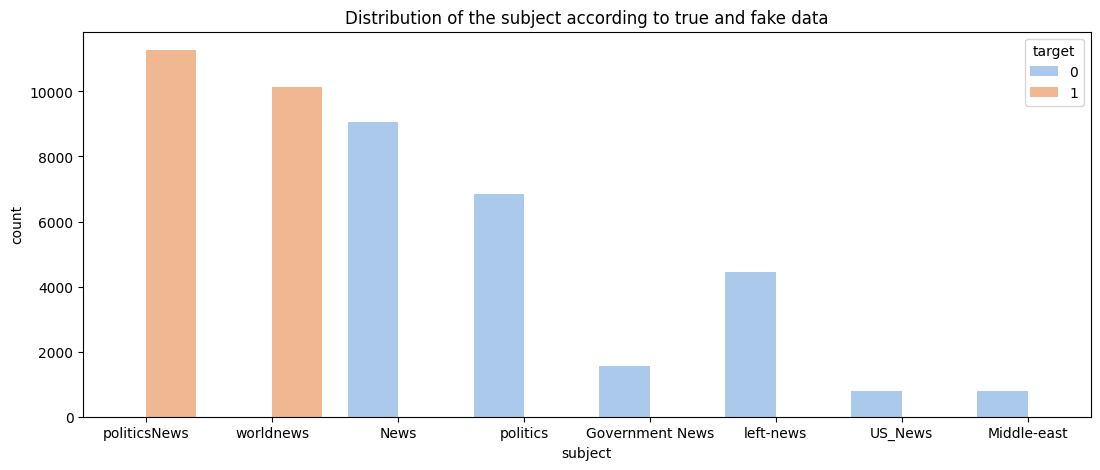 Distribution of the subject according to true and fake data
target
0
1
10000
8000
6000
4000
2000
0
count
politicsNews worldnews News politics Government News left-news US_News Middle-east
subject